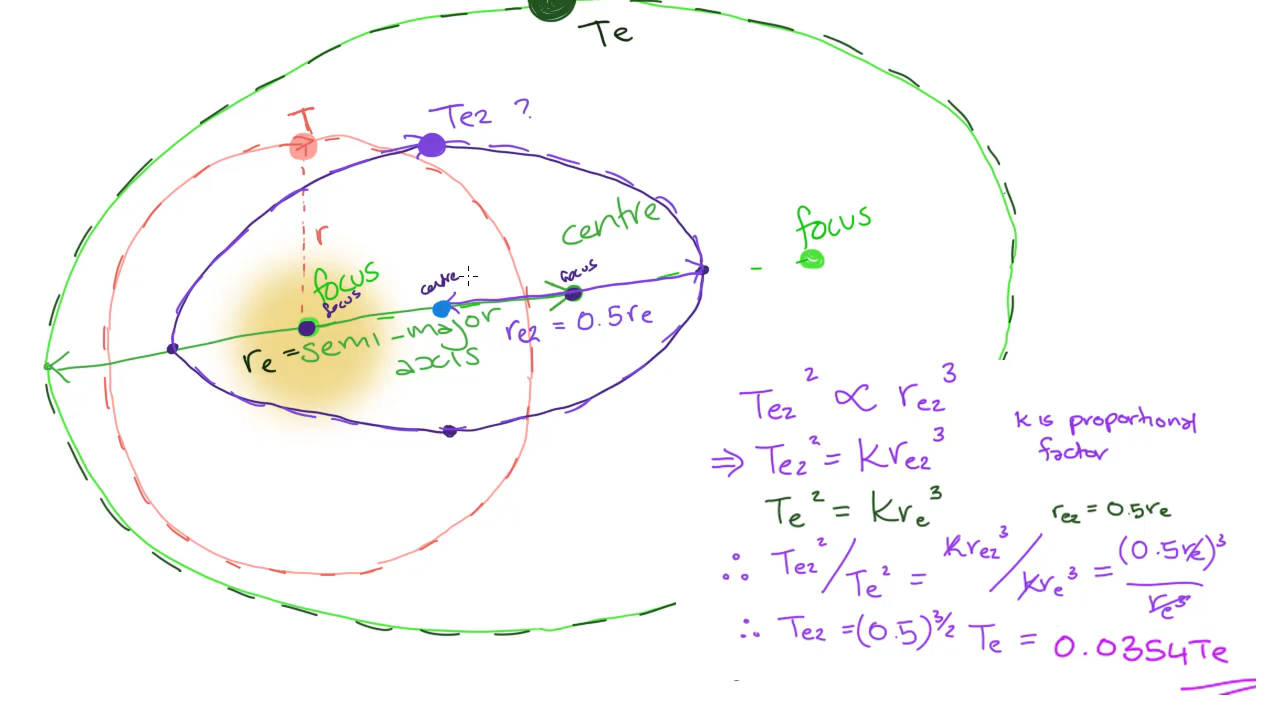 Te
T
Te2 ?
r
centre
focus
focus
focus
centre
focus
re = semi-major
axis
re2 = 0.5re
Te2² ∝ re2³
⇒ Te2² = Kre2³
K is proportional
factor
Te² = Kre³
re2 = 0.5re
∴ Te2²/Te² = Kre2³/Kre³ = (0.5re)³/re³
∴ Te2 = (0.5)^3/2 Te = 0.0354Te